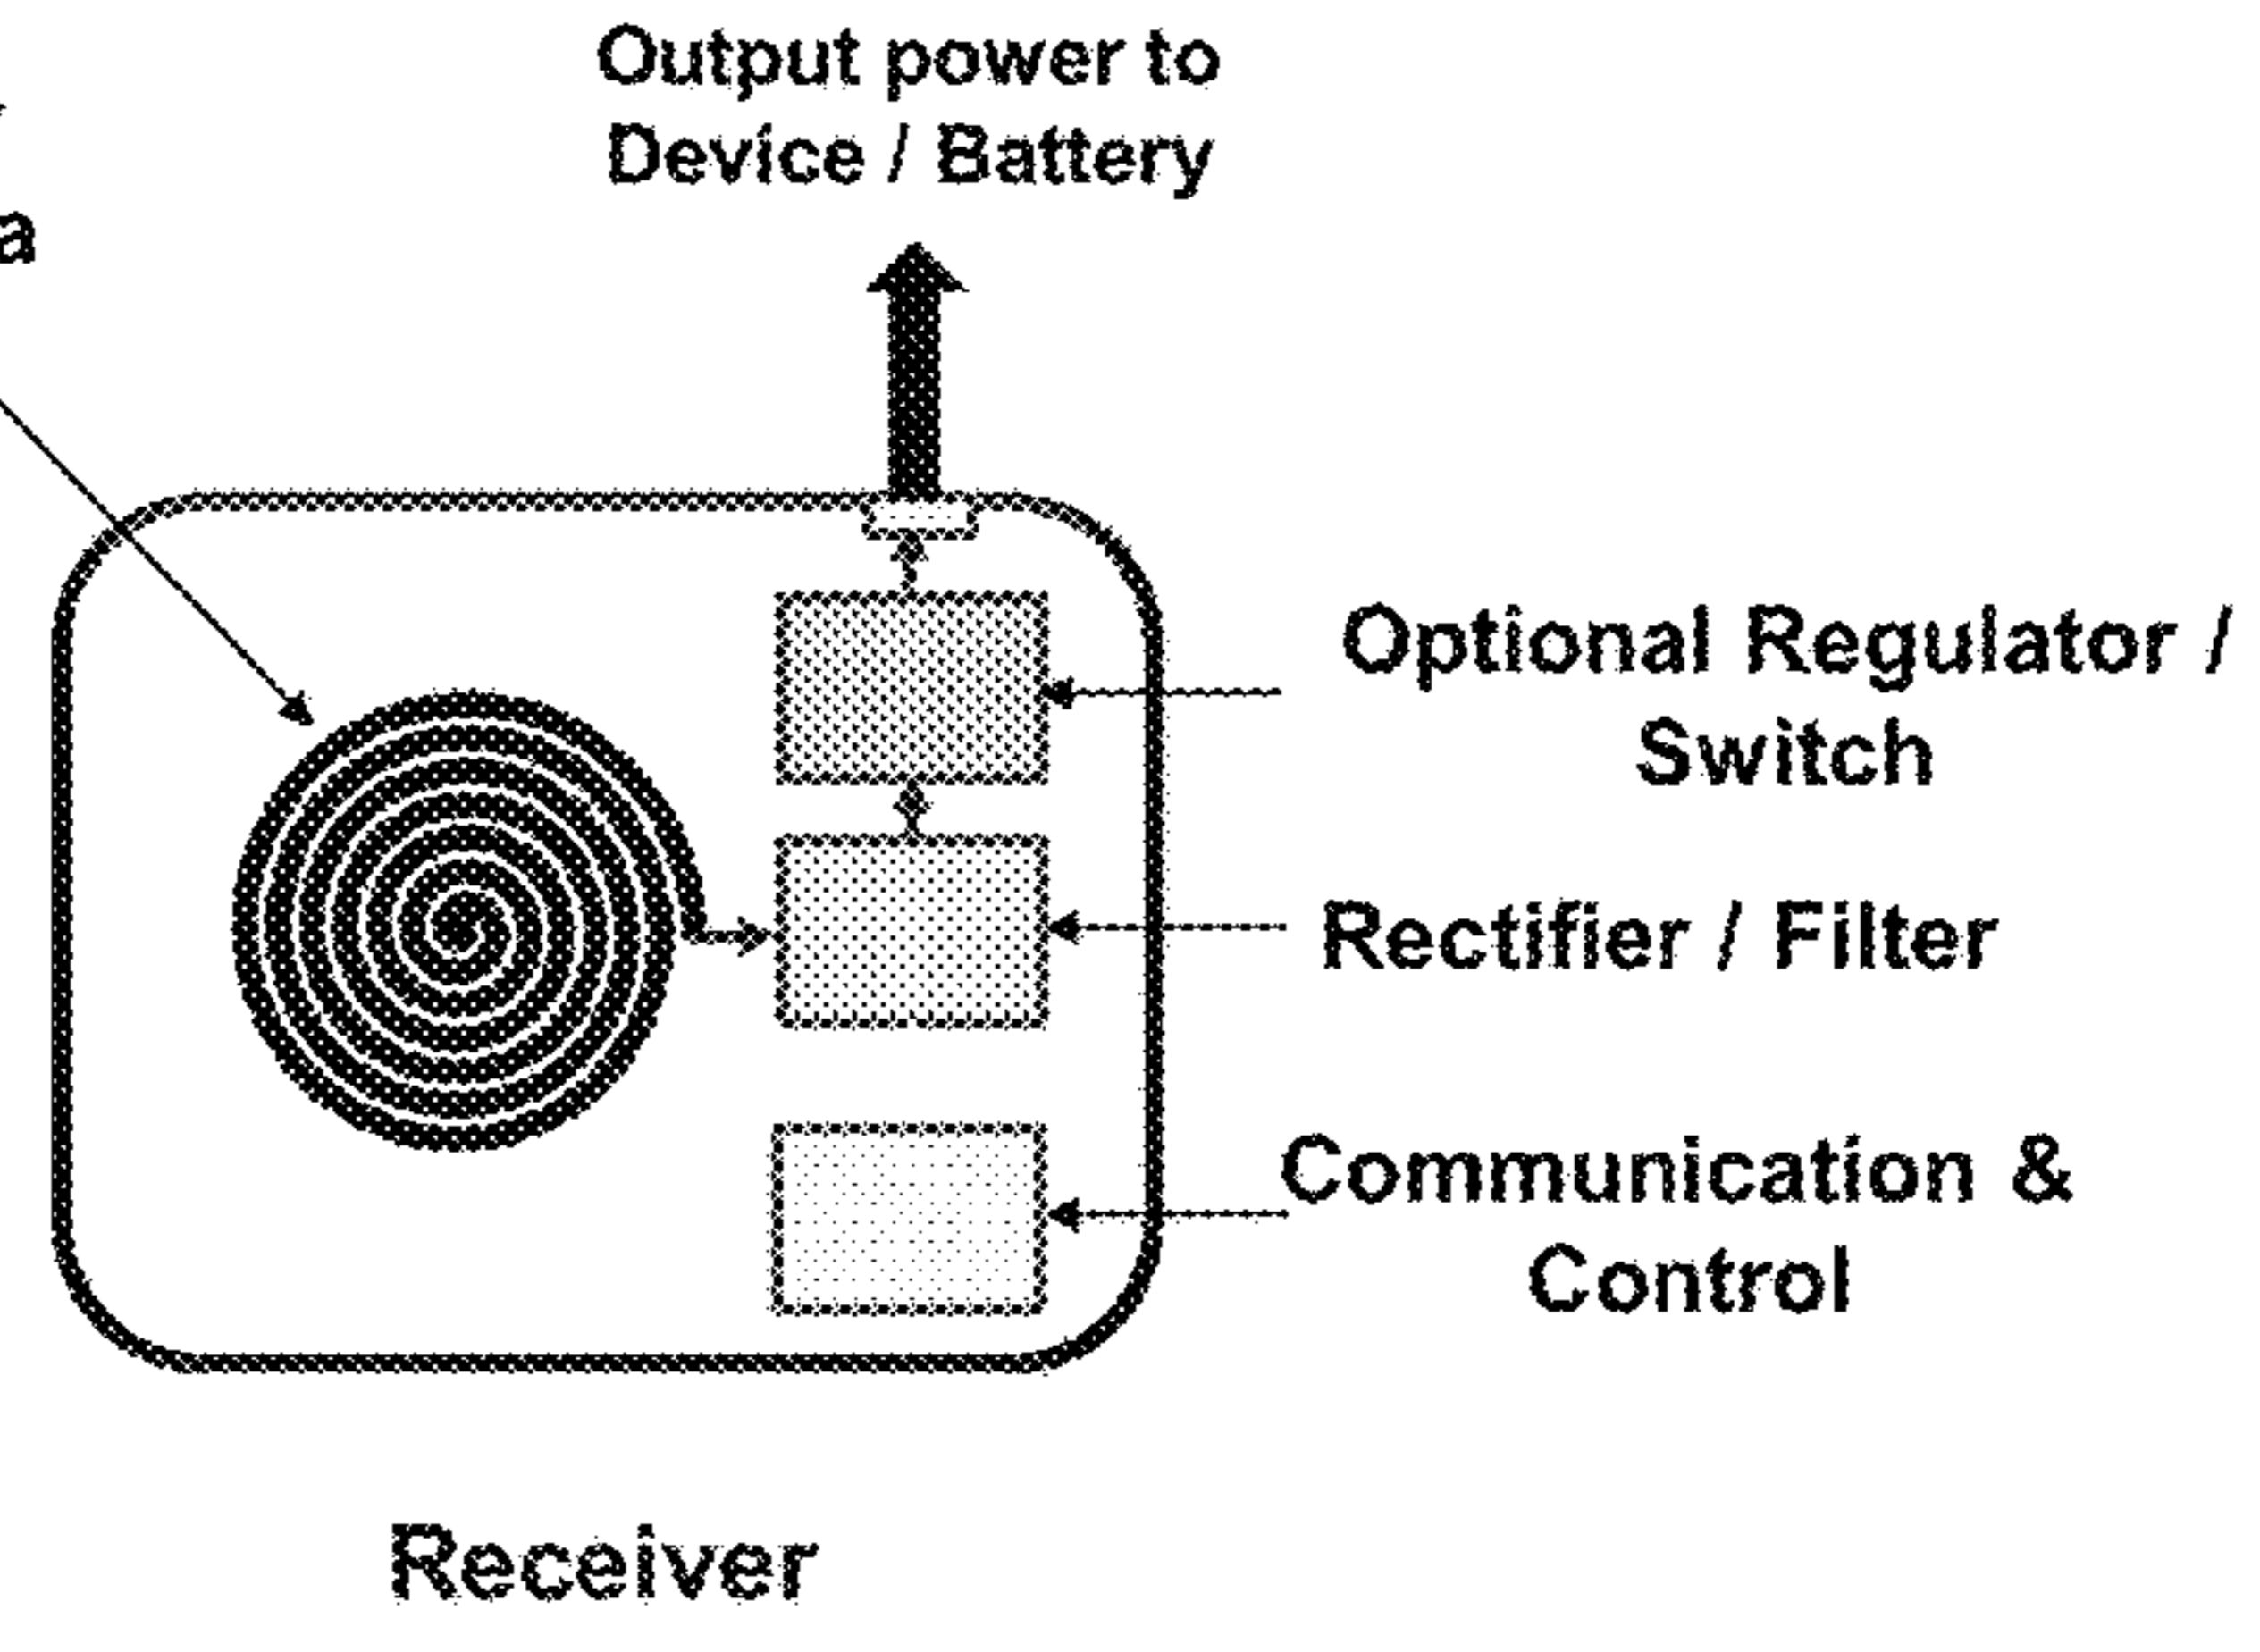 Output power to
Device / Battery
a
Optional Regulator /
Switch
Rectifier / Filter
Communication &
Control
Receiver